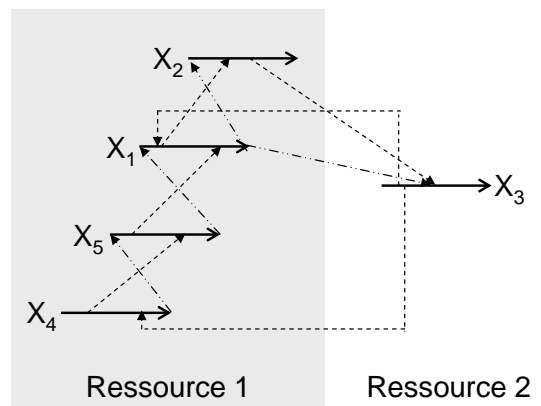 X₂
X₁
X₃
X₅
X₄
Ressource 1
Ressource 2